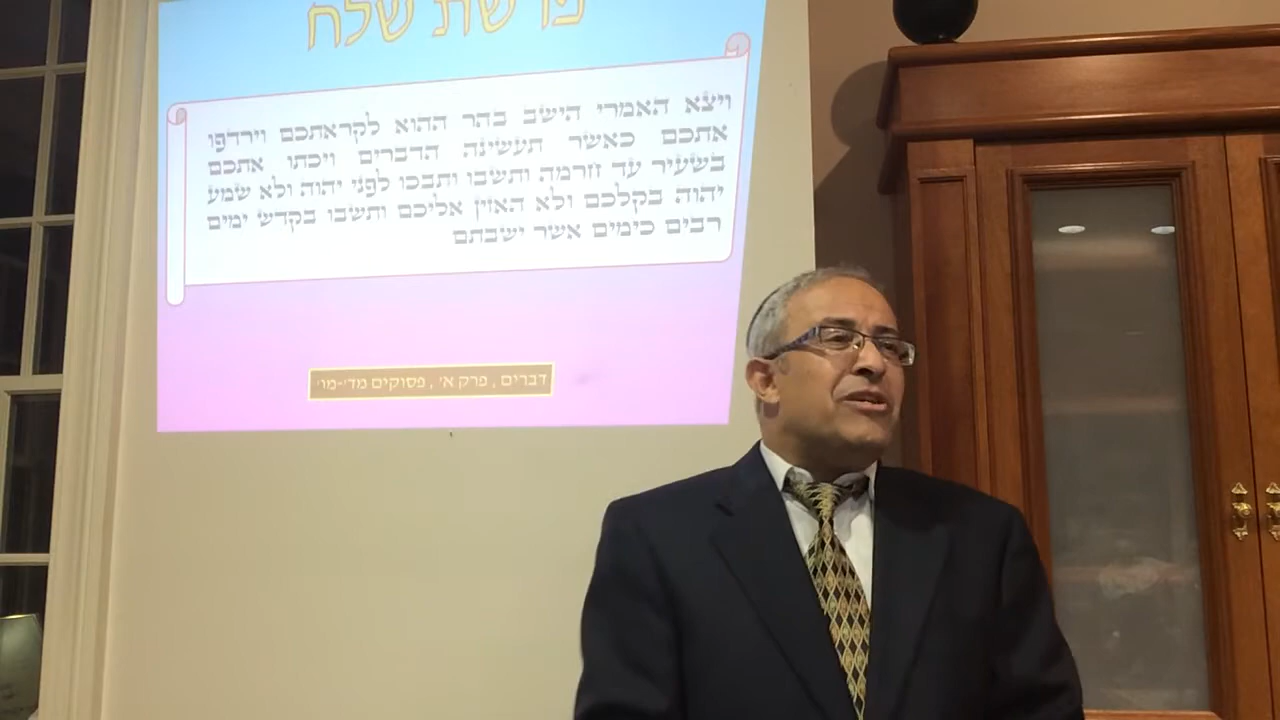 פרשת שלח
ויצא האמרי הישב בהר ההוא לקראתכם וירדפו
אתכם כאשר תעשינה הדברים ויכתו אתכם
בשעיר עד חרמה ותשבו ותבכו לפני יהוה ולא שמע
יהוה בקלכם ולא האזין אליכם ותשבו בקדש ימים
רבים כימים אשר ישבתם
דברים , פרק א' , פסוקים מד'-מו'